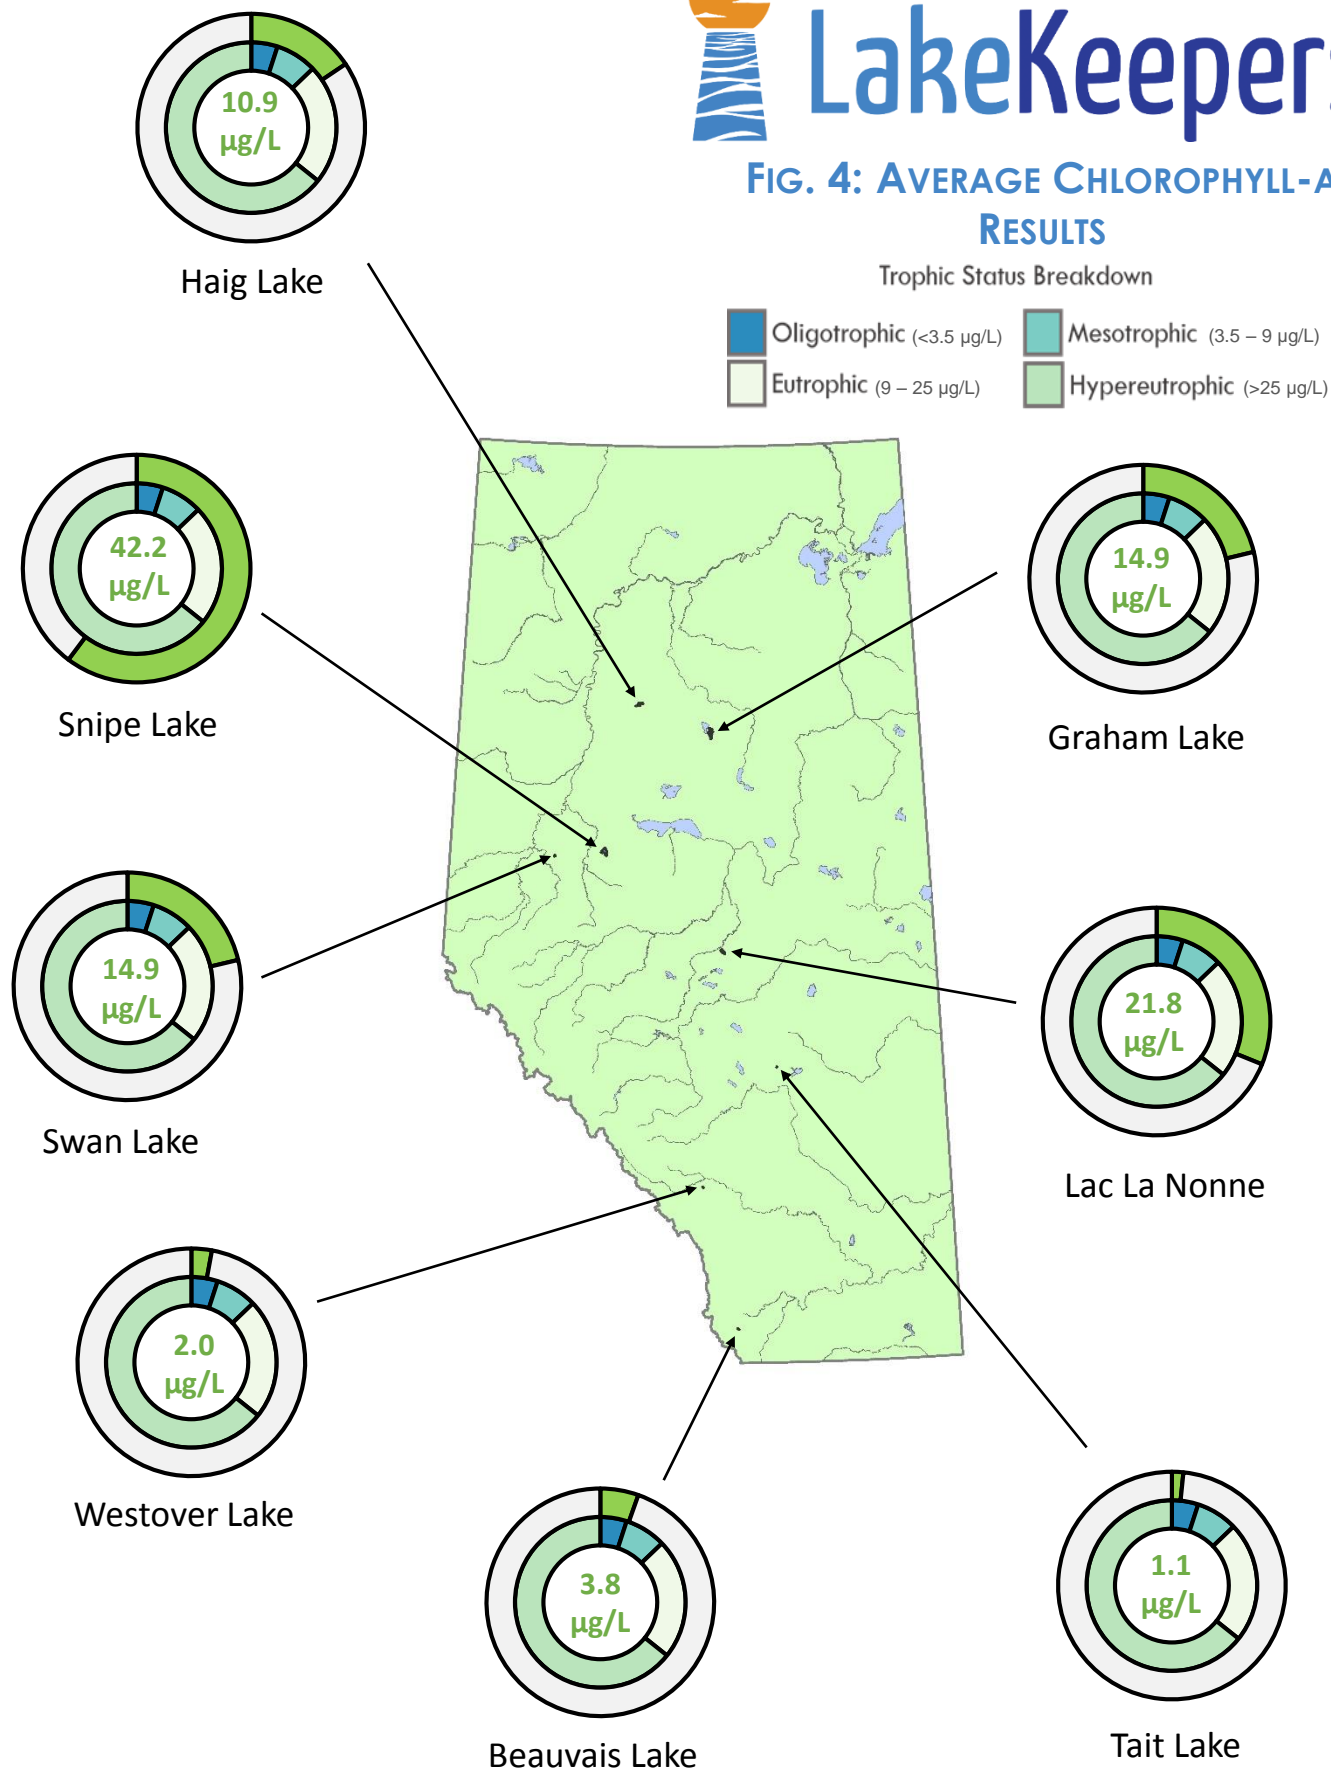 LakeKeepers
FIG. 4: AVERAGE CHLOROPHYLL-A
RESULTS
Trophic Status Breakdown
Oligotrophic (<3.5 µg/L)
Mesotrophic (3.5 – 9 µg/L)
Eutrophic (9 – 25 µg/L)
Hypereutrophic (>25 µg/L)
10.9
µg/L
Haig Lake
42.2
µg/L
Snipe Lake
14.9
µg/L
Graham Lake
14.9
µg/L
Swan Lake
21.8
µg/L
Lac La Nonne
2.0
µg/L
Westover Lake
3.8
µg/L
Beauvais Lake
1.1
µg/L
Tait Lake